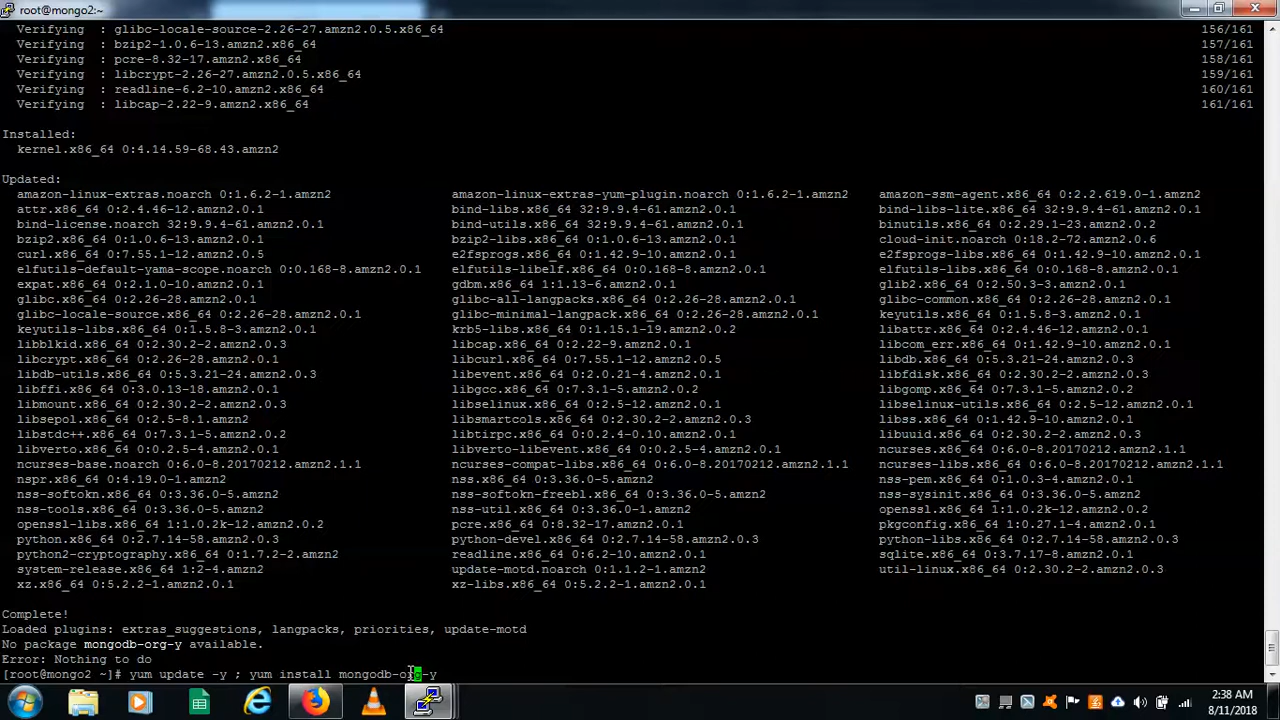 root@mongo2:~
Verifying  : glibc-locale-source-2.26-27.amzn2.0.5.x86_64 156/161
Verifying  : bzip2-1.0.6-13.amzn2.x86_64 157/161
Verifying  : pcre-8.32-17.amzn2.x86_64 158/161
Verifying  : libcrypt-2.26-27.amzn2.0.5.x86_64 159/161
Verifying  : readline-6.2-10.amzn2.x86_64 160/161
Verifying  : libcap-2.22-9.amzn2.x86_64 161/161
Installed:
kernel.x86_64 0:4.14.59-68.43.amzn2
Updated:
amazon-linux-extras.noarch 0:1.6.2-1.amzn2 amazon-linux-extras-yum-plugin.noarch 0:1.6.2-1.amzn2 amazon-ssm-agent.x86_64 0:2.2.619.0-1.amzn2
attr.x86_64 0:2.4.46-12.amzn2.0.1 bind-libs.x86_64 32:9.9.4-61.amzn2.0.1 bind-libs-lite.x86_64 32:9.9.4-61.amzn2.0.1
bind-license.noarch 32:9.9.4-61.amzn2.0.1 bind-utils.x86_64 32:9.9.4-61.amzn2.0.1 binutils.x86_64 0:2.29.1-23.amzn2.0.2
bzip2.x86_64 0:1.0.6-13.amzn2.0.1 bzip2-libs.x86_64 0:1.0.6-13.amzn2.0.1 cloud-init.noarch 0:18.2-72.amzn2.0.6
curl.x86_64 0:7.55.1-12.amzn2.0.5 e2fsprogs.x86_64 0:1.42.9-10.amzn2.0.1 e2fsprogs-libs.x86_64 0:1.42.9-10.amzn2.0.1
elfutils-default-yama-scope.noarch 0:0.168-8.amzn2.0.1 elfutils-libelf.x86_64 0:0.168-8.amzn2.0.1 elfutils-libs.x86_64 0:0.168-8.amzn2.0.1
expat.x86_64 0:2.1.0-10.amzn2.0.1 gdbm.x86_64 1:1.13-6.amzn2.0.1 glib2.x86_64 0:2.50.3-3.amzn2.0.1
glibc.x86_64 0:2.26-28.amzn2.0.1 glibc-all-langpacks.x86_64 0:2.26-28.amzn2.0.1 glibc-common.x86_64 0:2.26-28.amzn2.0.1
glibc-locale-source.x86_64 0:2.26-28.amzn2.0.1 glibc-minimal-langpack.x86_64 0:2.26-28.amzn2.0.1 keyutils.x86_64 0:1.5.8-3.amzn2.0.1
keyutils-libs.x86_64 0:1.5.8-3.amzn2.0.1 krb5-libs.x86_64 0:1.15.1-19.amzn2.0.2 libattr.x86_64 0:2.4.46-12.amzn2.0.1
libblkid.x86_64 0:2.30.2-2.amzn2.0.3 libcap.x86_64 0:2.22-9.amzn2.0.1 libcom_err.x86_64 0:1.42.9-10.amzn2.0.1
libcrypt.x86_64 0:2.26-28.amzn2.0.1 libcurl.x86_64 0:7.55.1-12.amzn2.0.5 libdb.x86_64 0:5.3.21-24.amzn2.0.3
libdb-utils.x86_64 0:5.3.21-24.amzn2.0.3 libevent.x86_64 0:2.0.21-4.amzn2.0.1 libfdisk.x86_64 0:2.30.2-2.amzn2.0.3
libffi.x86_64 0:3.0.13-18.amzn2.0.1 libgcc.x86_64 0:7.3.1-5.amzn2.0.2 libgomp.x86_64 0:7.3.1-5.amzn2.0.2
libmount.x86_64 0:2.30.2-2.amzn2.0.3 libselinux.x86_64 0:2.5-12.amzn2.0.1 libselinux-utils.x86_64 0:2.5-12.amzn2.0.1
libsepol.x86_64 0:2.5-8.1.amzn2 libsmartcols.x86_64 0:2.30.2-2.amzn2.0.3 libss.x86_64 0:1.42.9-10.amzn2.0.1
libstdc++.x86_64 0:7.3.1-5.amzn2.0.2 libtirpc.x86_64 0:0.2.4-0.10.amzn2.0.1 libuuid.x86_64 0:2.30.2-2.amzn2.0.3
libverto.x86_64 0:0.2.5-4.amzn2.0.1 libverto-libevent.x86_64 0:0.2.5-4.amzn2.0.1 ncurses.x86_64 0:6.0-8.20170212.amzn2.1.1
ncurses-base.noarch 0:6.0-8.20170212.amzn2.1.1 ncurses-compat-libs.x86_64 0:6.0-8.20170212.amzn2.1.1 ncurses-libs.x86_64 0:6.0-8.20170212.amzn2.1.1
nspr.x86_64 0:4.19.0-1.amzn2 nss.x86_64 0:3.36.0-5.amzn2 nss-pem.x86_64 0:1.0.3-4.amzn2.0.1
nss-softokn.x86_64 0:3.36.0-5.amzn2 nss-softokn-freebl.x86_64 0:3.36.0-5.amzn2 nss-sysinit.x86_64 0:3.36.0-5.amzn2
nss-tools.x86_64 0:3.36.0-5.amzn2 nss-util.x86_64 0:3.36.0-1.amzn2 openssl.x86_64 1:1.0.2k-12.amzn2.0.2
openssl-libs.x86_64 1:1.0.2k-12.amzn2.0.2 pcre.x86_64 0:8.32-17.amzn2.0.1 pkgconfig.x86_64 1:0.27.1-4.amzn2.0.1
python.x86_64 0:2.7.14-58.amzn2.0.3 python-devel.x86_64 0:2.7.14-58.amzn2.0.3 python-libs.x86_64 0:2.7.14-58.amzn2.0.3
python2-cryptography.x86_64 0:1.7.2-2.amzn2 readline.x86_64 0:6.2-10.amzn2.0.1 sqlite.x86_64 0:3.7.17-8.amzn2.0.1
system-release.x86_64 1:2-4.amzn2 update-motd.noarch 0:1.1.2-1.amzn2 util-linux.x86_64 0:2.30.2-2.amzn2.0.3
xz.x86_64 0:5.2.2-1.amzn2.0.1 xz-libs.x86_64 0:5.2.2-1.amzn2.0.1
Complete!
Loaded plugins: extras_suggestions, langpacks, priorities, update-motd
No package mongodb-org-y available.
Error: Nothing to do
[root@mongo2 ~]# yum update -y ; yum install mongodb-org-y
2:38 AM
8/11/2018